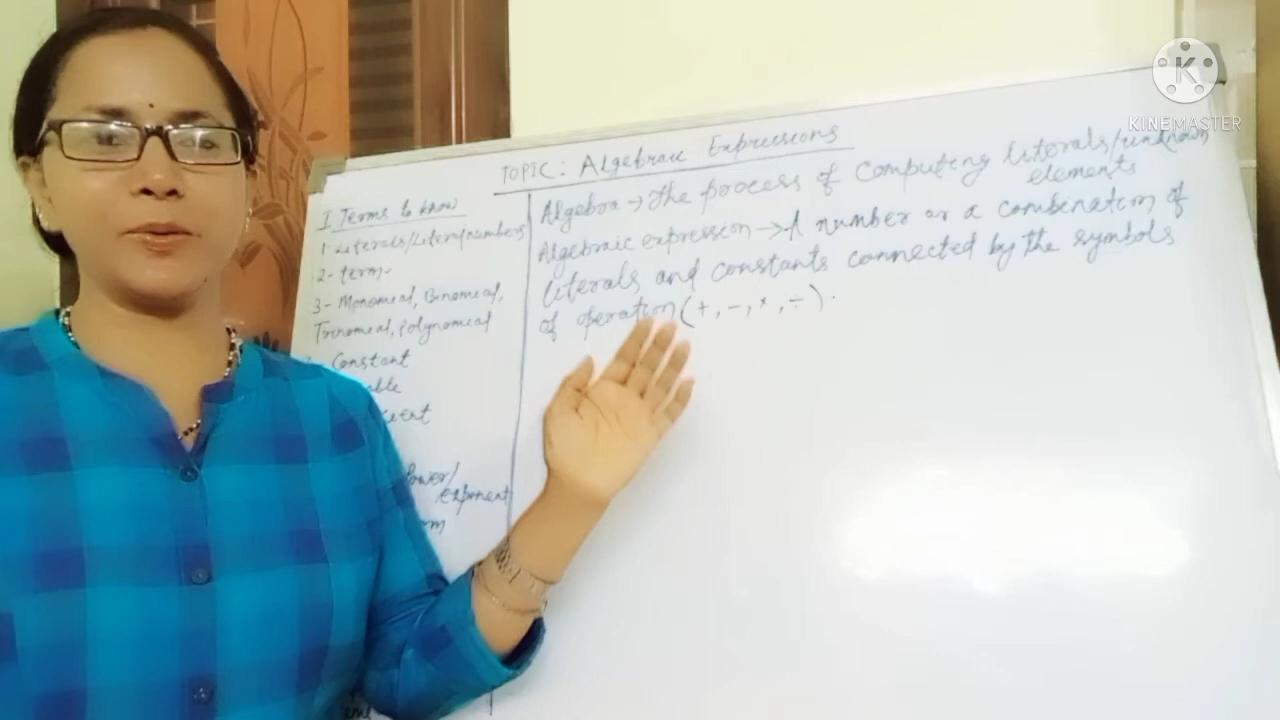 KINEMASTER
TOPIC: Algebraic Expressions
I Terms to know
1- Literals/Literal numbers
2- term-
3- Monomial, Binomial,
Trinomial, Polynomial
Constant
Power/
exponent
Algebra → The process of Computing literals/unknown
elements
Algebraic expression → A number or a combination of
literals and constants connected by the symbols
of operation (+, -, ×, ÷).